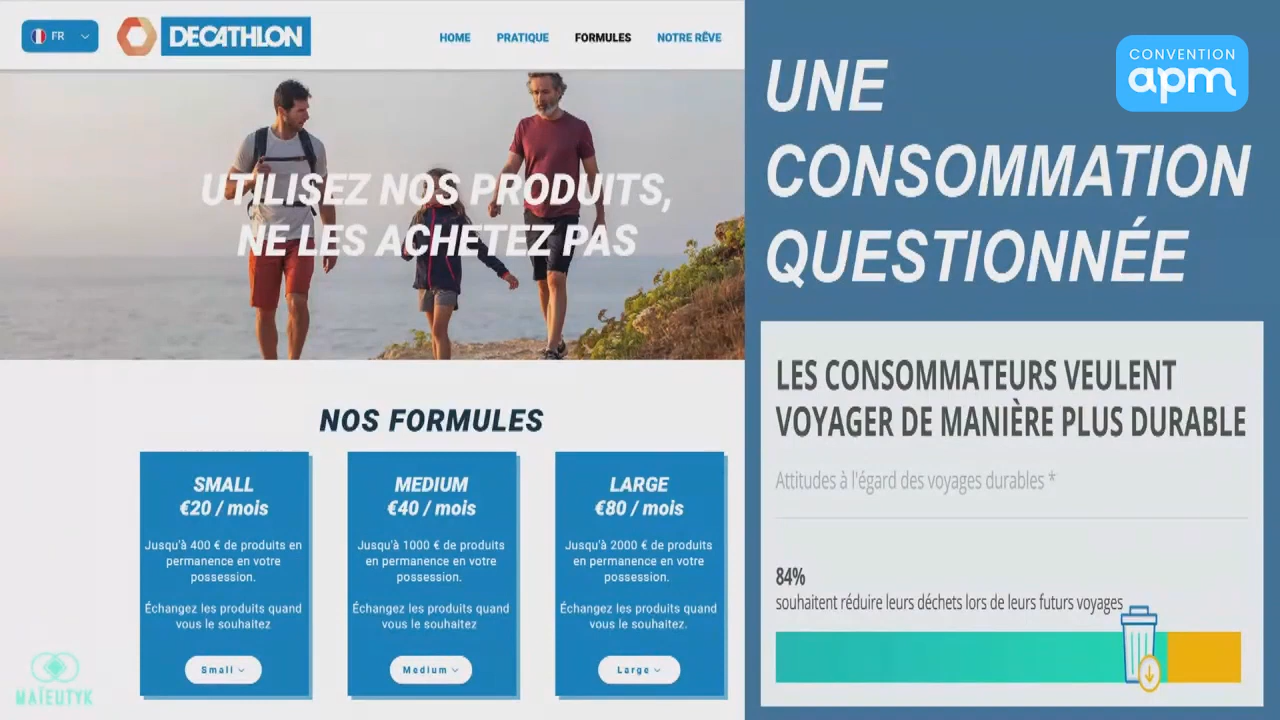 FR
DECATHLON
HOME
PRATIQUE
FORMULES
NOTRE RÊVE
UTILISEZ NOS PRODUITS,
NE LES ACHETEZ PAS
NOS FORMULES
SMALL
€20 / mois
Jusqu'à 400 € de produits en
permanence en votre
possession.
Échangez les produits quand
vous le souhaitez
Small
MEDIUM
€40 / mois
Jusqu'à 1000 € de produits
en permanence en votre
possession.
Échangez les produits quand
vous le souhaitez
Medium
LARGE
€80 / mois
Jusqu'à 2000 € de produits
en permanence en votre
possession.
Échangez les produits quand
vous le souhaitez.
Large
MAÏEUTYK
CONVENTION
apm
UNE
CONSOMMATION
QUESTIONNÉE
LES CONSOMMATEURS VEULENT
VOYAGER DE MANIÈRE PLUS DURABLE
Attitudes à l'égard des voyages durables *
84%
souhaitent réduire leurs déchets lors de leurs futurs voyages